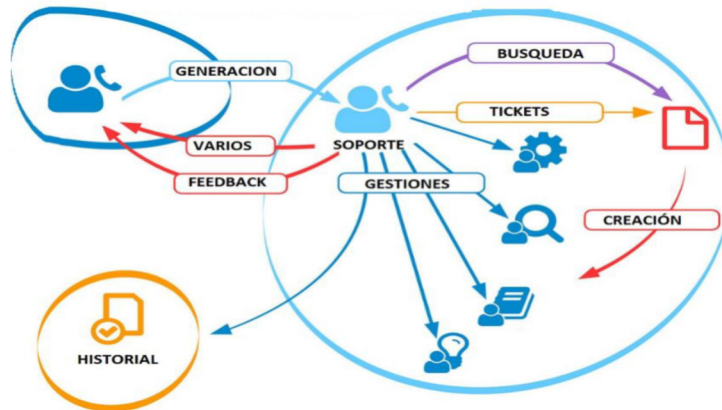 BUSQUEDA
GENERACION
TICKETS
VARIOS
SOPORTE
FEEDBACK
GESTIONES
CREACIÓN
HISTORIAL